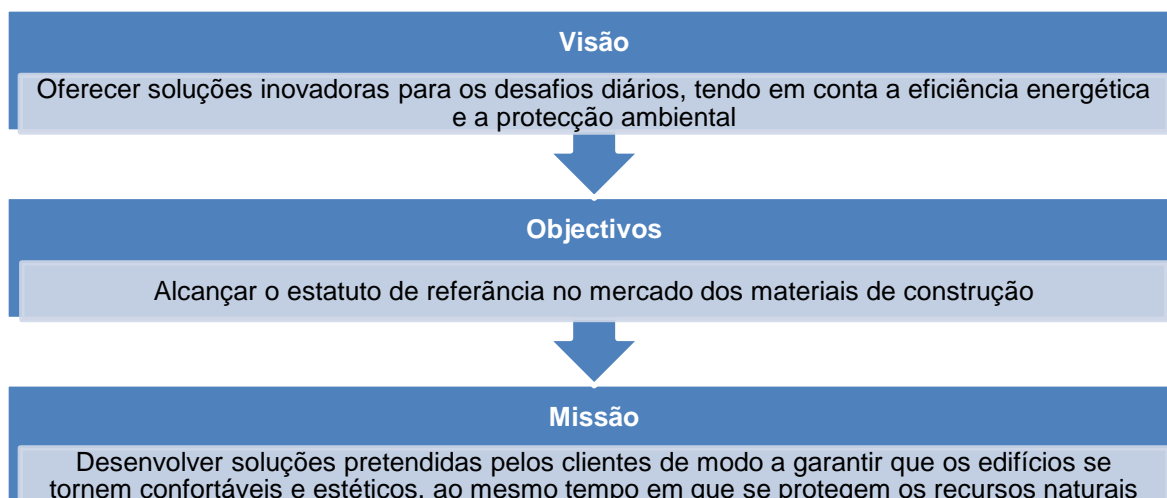 Visão
Oferecer soluções inovadoras para os desafios diários, tendo em conta a eficiência energética
e a protecção ambiental
Objectivos
Alcançar o estatuto de referãncia no mercado dos materiais de construção
Missão
Desenvolver soluções pretendidas pelos clientes de modo a garantir que os edifícios se
tornem confortáveis e estéticos, ao mesmo tempo em que se protegem os recursos naturais